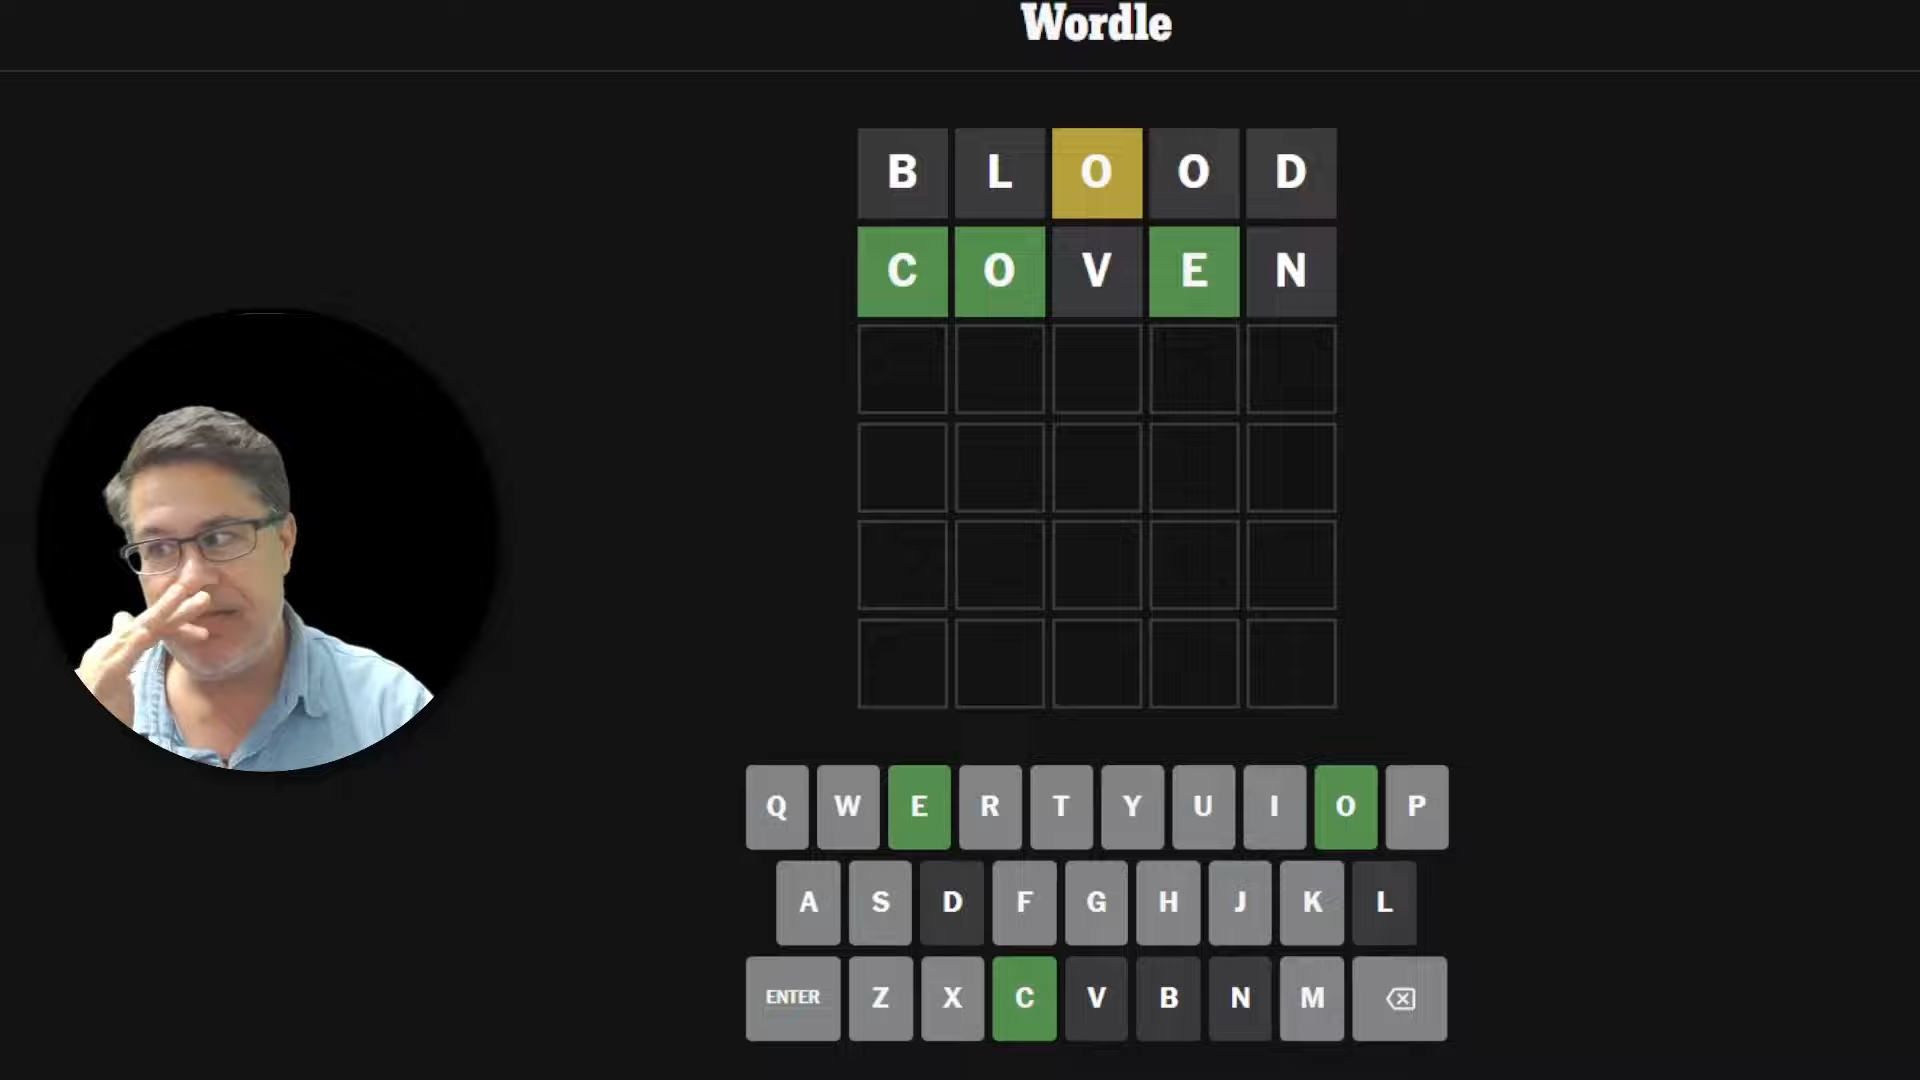 Wordle
B L O O D
C O V E N
Q W E R T Y U I O P
A S D F G H J K L
ENTER Z X C V B N M